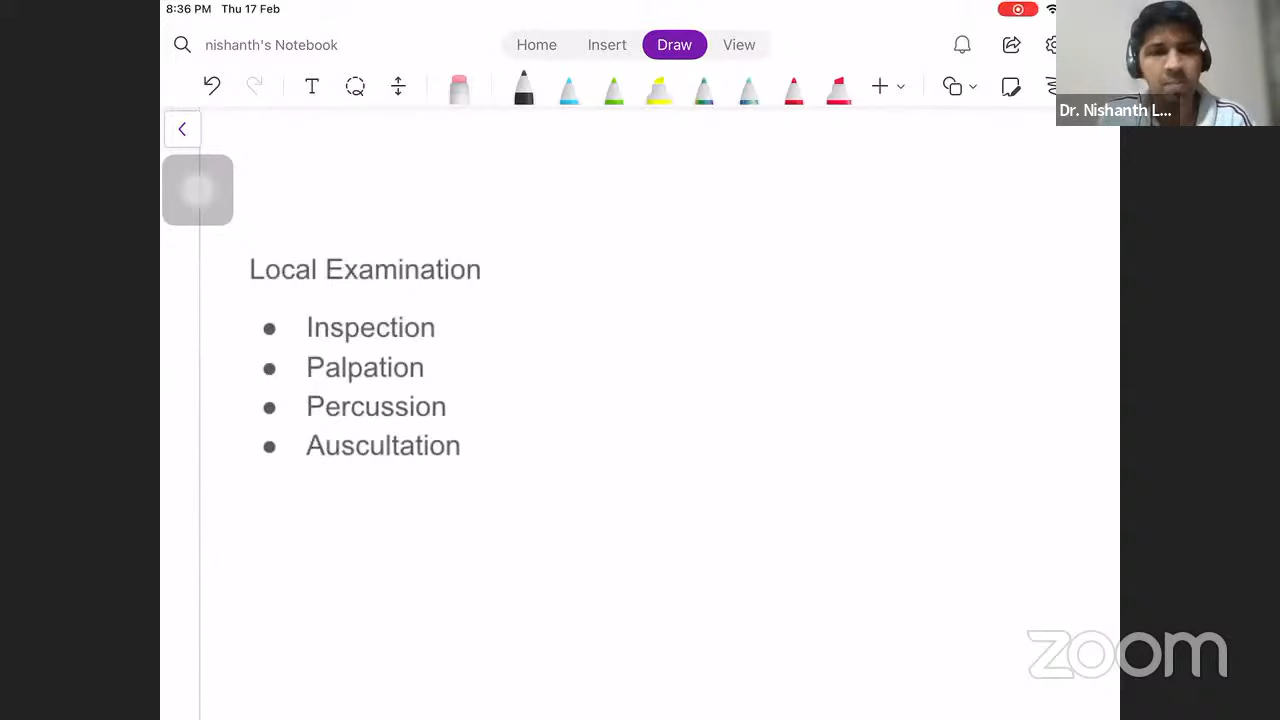 8:36 PM Thu 17 Feb
nishanth's Notebook
Home Insert Draw View
Dr. Nishanth L...
Local Examination
● Inspection
● Palpation
● Percussion
● Auscultation
zoom